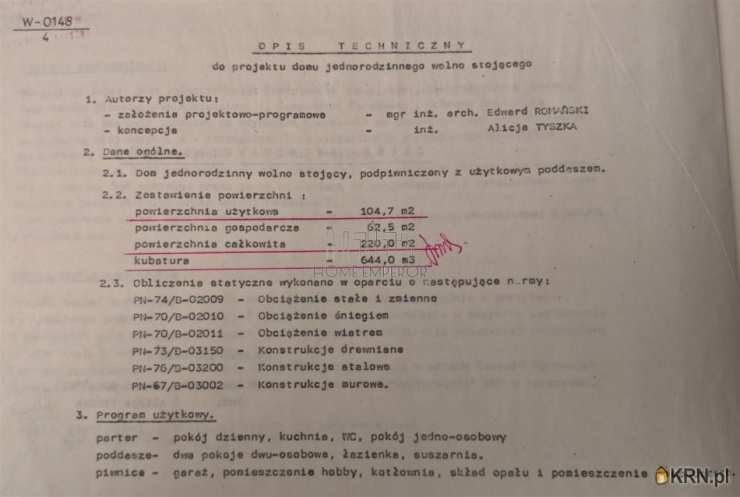 W-0148
4
OPIS TECHNICZNY
do projektu domu jednorodzinnego wolno stojącego
1. Autorzy projektu:
- założenia projektowo-programowe - mgr inż. arch. Edward ROMAŃSKI
- koncepcja - inż. Alicja TYSZKA
2. Dane ogólne.
2.1. Dom jednorodzinny wolno stojący, podpiwniczony z użytkowym poddaszem.
2.2. Zestawienie powierzchni :
powierzchnia użytkowa - 104,7 m2
powierzchnia gospodarcza - 62,5 m2
powierzchnia całkowita - 220,0 m2
kubatura - 644,0 m3
HOME EMPEROR
2.3. Obliczenia statyczne wykonano w oparciu o następujące normy:
PN-74/B-02009 - Obciążenie stałe i zmienne
PN-70/B-02010 - Obciążenie śniegiem
PN-70/B-02011 - Obciążenie wiatrem
PN-73/B-03150 - Konstrukcje drewniane
PN-76/B-03200 - Konstrukcje stalowe
PN-67/B-03002 - Konstrukcje murowe.
3. Program użytkowy.
parter - pokój dzienny, kuchnia, WC, pokój jedno-osobowy
poddasze- dwa pokoje dwu-osobowe, łazienka, suszarnia.
piwnice - garaż, pomieszczenie hobby, kotłownia, skład opału i pomieszczenie
KRN.pl